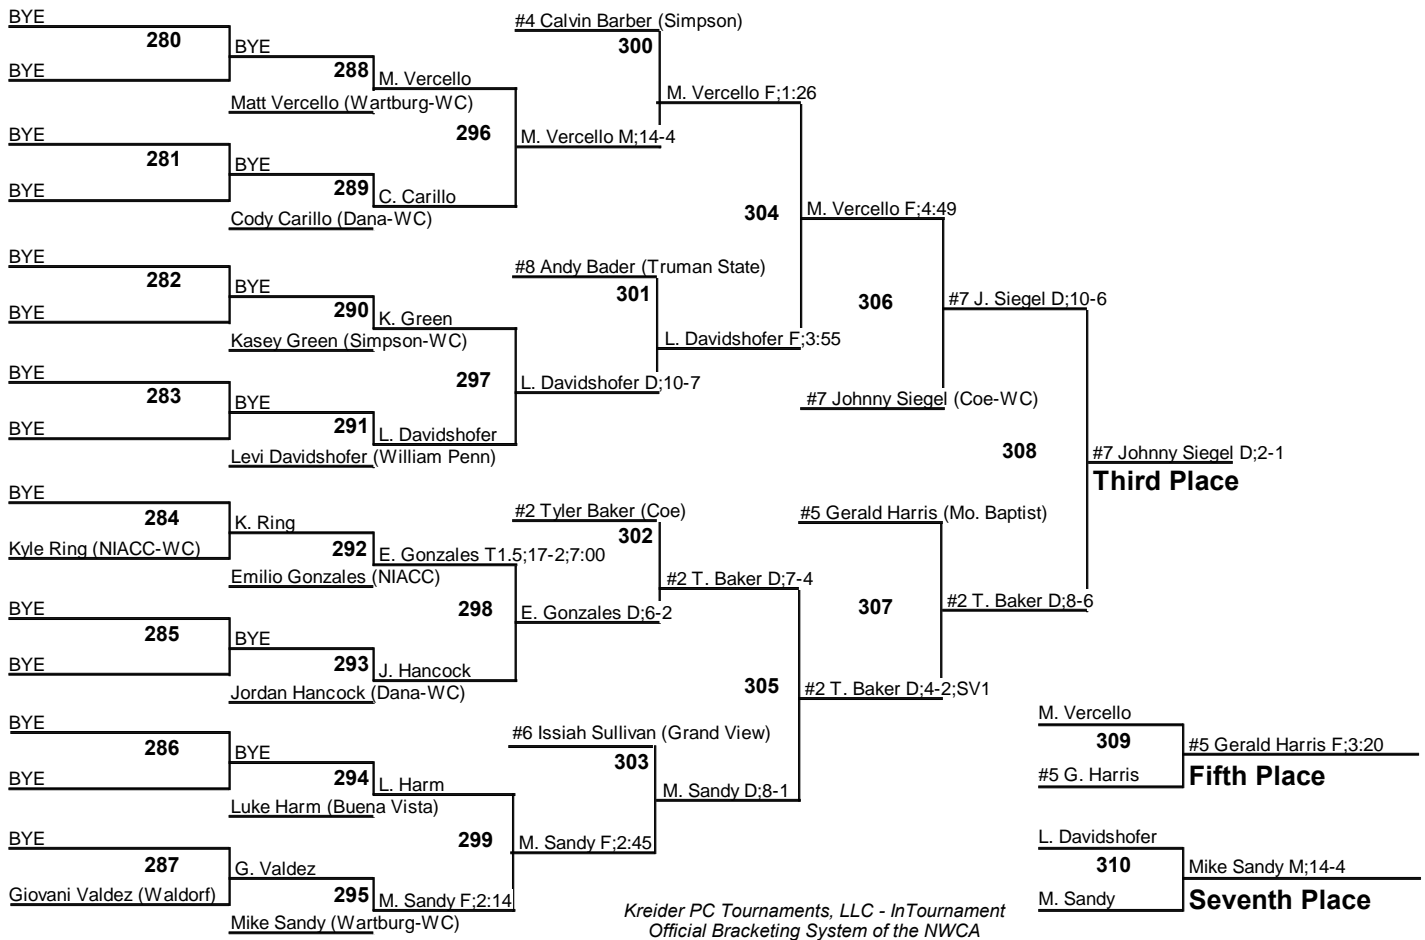 BYE
280
BYE
BYE
288
M. Vercello
Matt Vercello (Wartburg-WC)
BYE
281
BYE
BYE
289
C. Carillo
Cody Carillo (Dana-WC)
296
M. Vercello M;14-4
#4 Calvin Barber (Simpson)
300
M. Vercello F;1:26
BYE
282
BYE
BYE
290
K. Green
Kasey Green (Simpson-WC)
BYE
283
BYE
BYE
291
L. Davidshofer
Levi Davidshofer (William Penn)
297
L. Davidshofer D;10-7
#8 Andy Bader (Truman State)
301
L. Davidshofer F;3:55
304
M. Vercello F;4:49
306
#7 Johnny Siegel (Coe-WC)
#7 J. Siegel D;10-6
BYE
284
K. Ring
Kyle Ring (NIACC-WC)
292
E. Gonzales T1.5;17-2;7:00
Emilio Gonzales (NIACC)
BYE
285
BYE
BYE
293
J. Hancock
Jordan Hancock (Dana-WC)
298
E. Gonzales D;6-2
#2 Tyler Baker (Coe)
302
#2 T. Baker D;7-4
BYE
286
BYE
BYE
294
L. Harm
Luke Harm (Buena Vista)
BYE
287
G. Valdez
Giovani Valdez (Waldorf)
295
M. Sandy F;2:14
Mike Sandy (Wartburg-WC)
299
M. Sandy F;2:45
#6 Issiah Sullivan (Grand View)
303
M. Sandy D;8-1
305
#2 T. Baker D;4-2;SV1
#5 Gerald Harris (Mo. Baptist)
307
#2 T. Baker D;8-6
308
#7 Johnny Siegel D;2-1
Third Place
M. Vercello
309
#5 G. Harris
#5 Gerald Harris F;3:20
Fifth Place
L. Davidshofer
310
M. Sandy
Mike Sandy M;14-4
Seventh Place
Kreider PC Tournaments, LLC - InTournament
Official Bracketing System of the NWCA